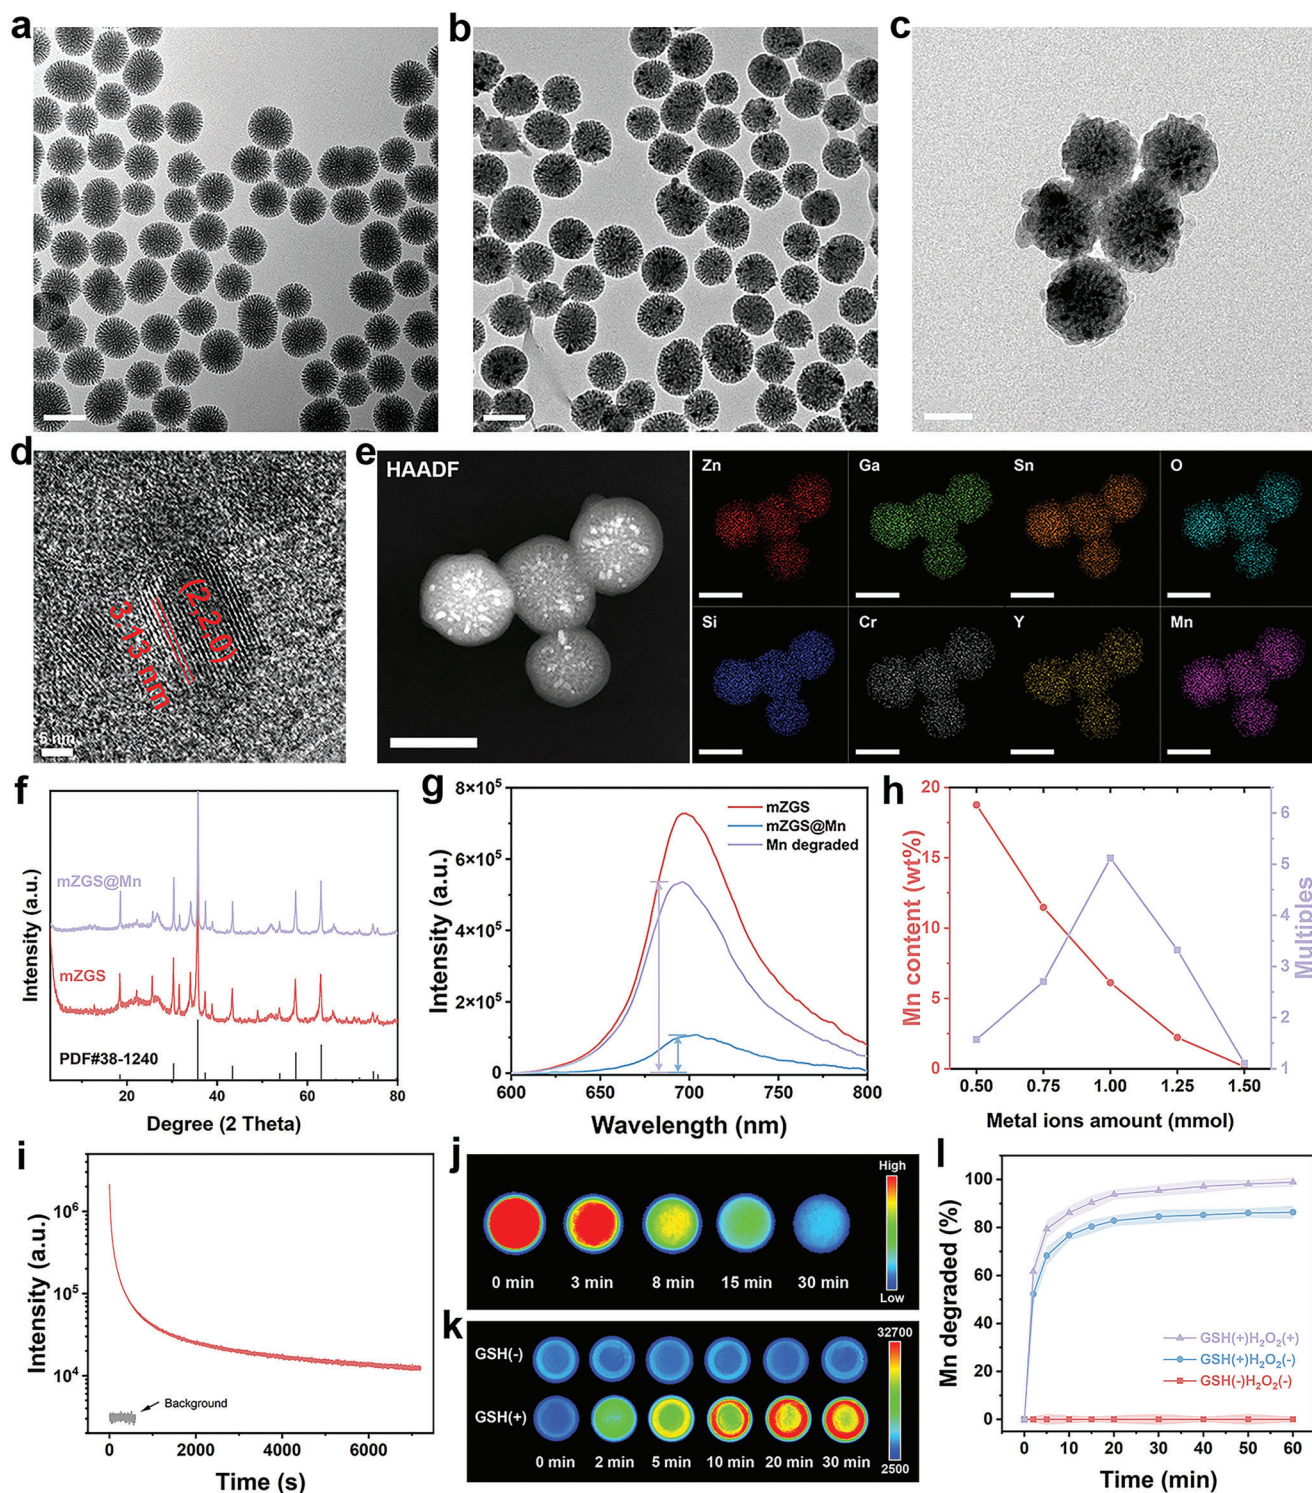 a
b
c
d
3.13 nm
(2,2,0)
5 nm
e
HAADF
Zn
Ga
Sn
O
Si
Cr
Y
Mn
f
Intensity (a.u.)
mZGS@Mn
mZGS
PDF#38-1240
20
40
60
80
Degree (2 Theta)
g
Intensity (a.u.)
8×10⁵
6×10⁵
4×10⁵
2×10⁵
0
mZGS
mZGS@Mn
Mn degraded
600
650
700
750
800
Wavelength (nm)
h
Mn content (wt%)
20
15
10
5
0
6
5
4
3
2
1
Multiples
0.50
0.75
1.00
1.25
1.50
Metal ions amount (mmol)
i
Intensity (a.u.)
10⁶
10⁵
10⁴
Background
0
2000
4000
6000
Time (s)
j
High
Low
0 min
3 min
8 min
15 min
30 min
k
GSH(-)
GSH(+)
32700
2500
0 min
2 min
5 min
10 min
20 min
30 min
l
Mn degraded (%)
100
80
60
40
20
0
GSH(+)H₂O₂(+)
GSH(+)H₂O₂(-)
GSH(-)H₂O₂(-)
0
10
20
30
40
50
60
Time (min)